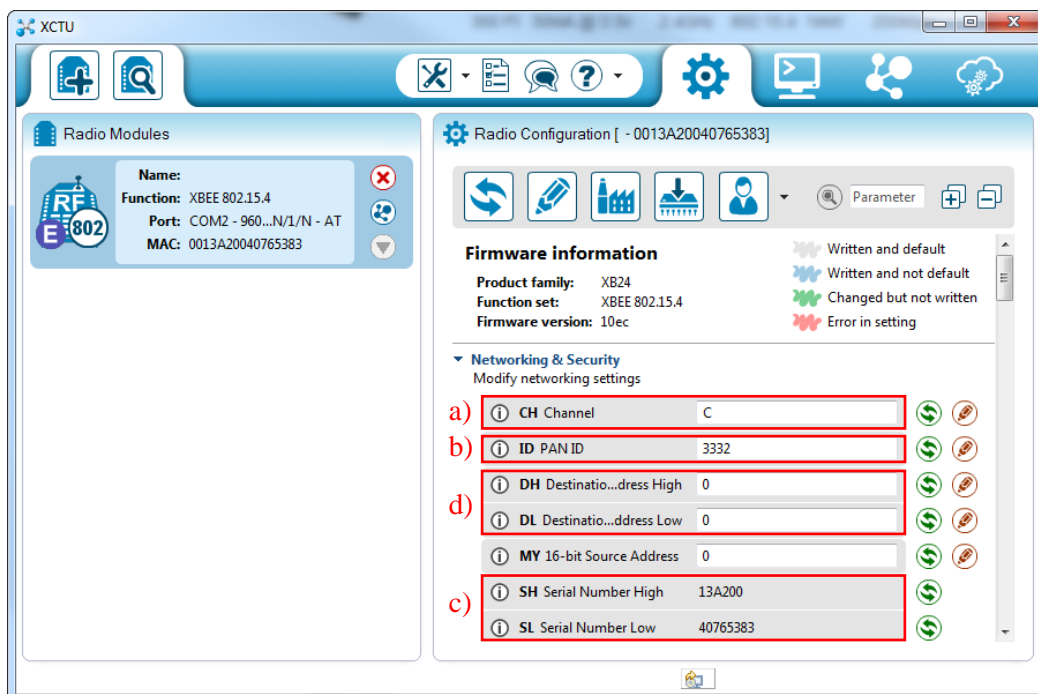 XCTU
Radio Modules
Name:
Function: XBEE 802.15.4
Port: COM2 - 960...N/1/N - AT
MAC: 0013A20040765383
RF
E 802
Radio Configuration [ - 0013A20040765383]
Parameter
Firmware information
Product family: XB24
Function set: XBEE 802.15.4
Firmware version: 10ec
Written and default
Written and not default
Changed but not written
Error in setting
Networking & Security
Modify networking settings
a) CH Channel C
b) ID PAN ID 3332
d)
DH Destinatio...dress High 0
DL Destinatio...ddress Low 0
MY 16-bit Source Address 0
c)
SH Serial Number High 13A200
SL Serial Number Low 40765383